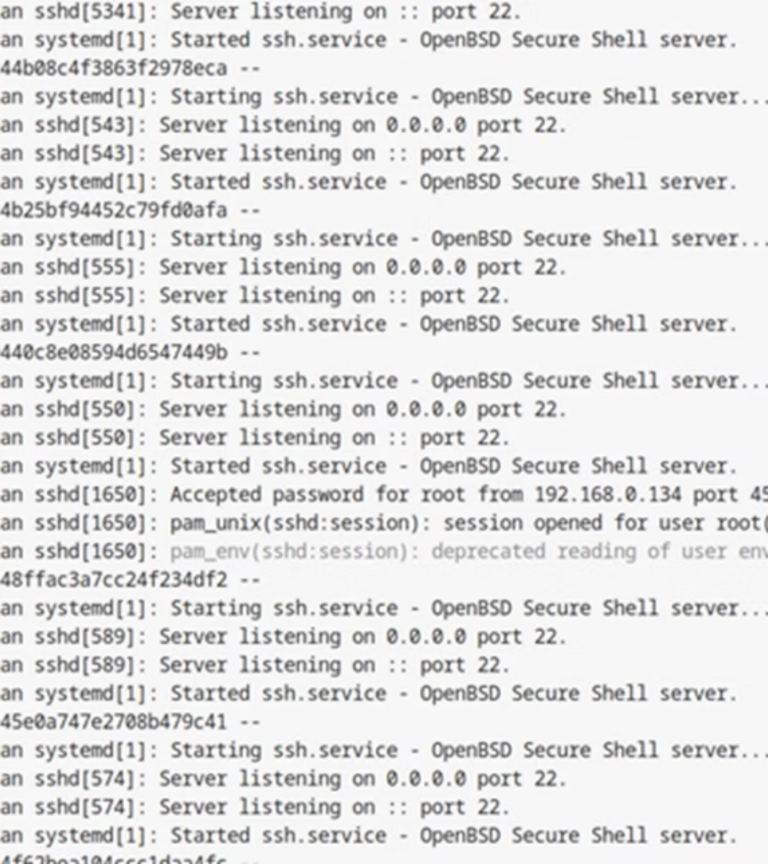 an sshd[5341]: Server listening on :: port 22.
an systemd[1]: Started ssh.service - OpenBSD Secure Shell server.
44b08c4f3863f2978eca --
an systemd[1]: Starting ssh.service - OpenBSD Secure Shell server...
an sshd[543]: Server listening on 0.0.0.0 port 22.
an sshd[543]: Server listening on :: port 22.
an systemd[1]: Started ssh.service - OpenBSD Secure Shell server.
4b25bf94452c79fd0afa --
an systemd[1]: Starting ssh.service - OpenBSD Secure Shell server...
an sshd[555]: Server listening on 0.0.0.0 port 22.
an sshd[555]: Server listening on :: port 22.
an systemd[1]: Started ssh.service - OpenBSD Secure Shell server.
440c8e08594d6547449b --
an systemd[1]: Starting ssh.service - OpenBSD Secure Shell server...
an sshd[550]: Server listening on 0.0.0.0 port 22.
an sshd[550]: Server listening on :: port 22.
an systemd[1]: Started ssh.service - OpenBSD Secure Shell server.
an sshd[1650]: Accepted password for root from 192.168.0.134 port 45
an sshd[1650]: pam_unix(sshd:session): session opened for user root(
an sshd[1650]: pam_env(sshd:session): deprecated reading of user env
48ffac3a7cc24f234df2 --
an systemd[1]: Starting ssh.service - OpenBSD Secure Shell server...
an sshd[589]: Server listening on 0.0.0.0 port 22.
an sshd[589]: Server listening on :: port 22.
an systemd[1]: Started ssh.service - OpenBSD Secure Shell server.
45e0a747e2708b479c41 --
an systemd[1]: Starting ssh.service - OpenBSD Secure Shell server...
an sshd[574]: Server listening on 0.0.0.0 port 22.
an sshd[574]: Server listening on :: port 22.
an systemd[1]: Started ssh.service - OpenBSD Secure Shell server.